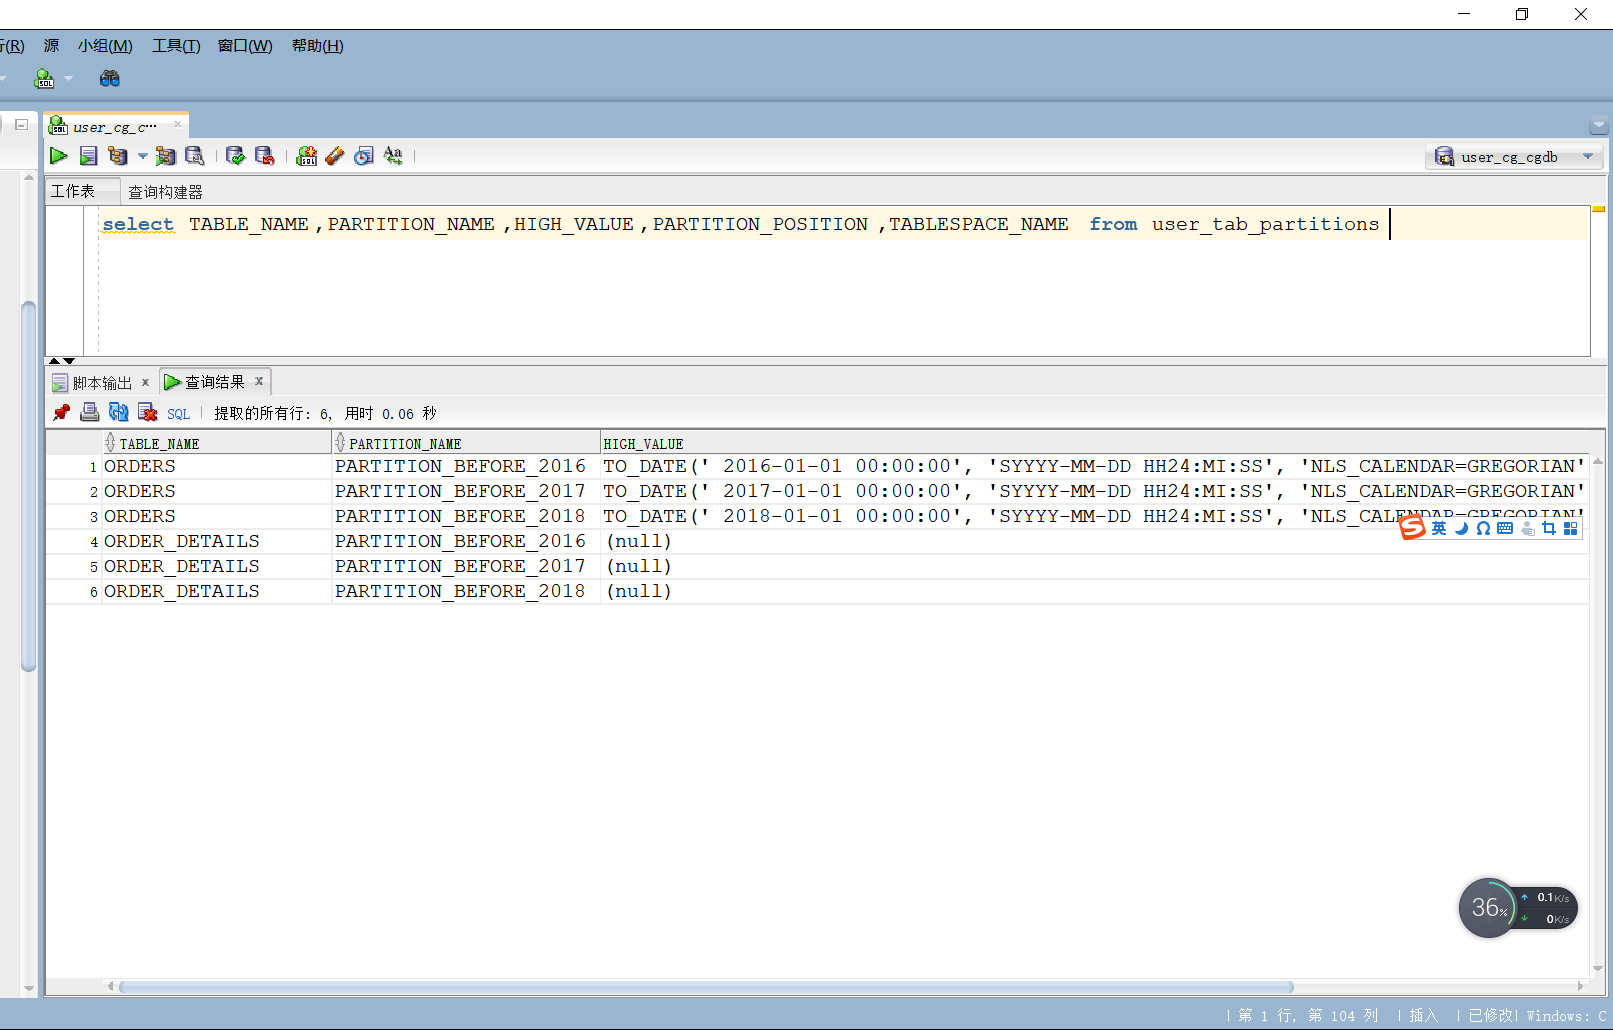 (R) 源 小组(M) 工具(T) 窗口(W) 帮助(H)
user_cg_c...
user_cg_cgdb
工作表 查询构建器
select TABLE_NAME ,PARTITION_NAME ,HIGH_VALUE ,PARTITION_POSITION ,TABLESPACE_NAME from user_tab_partitions
脚本输出 x 查询结果 x
SQL | 提取的所有行: 6, 用时 0.06 秒
TABLE_NAME PARTITION_NAME HIGH_VALUE
1 ORDERS PARTITION_BEFORE_2016 TO_DATE(' 2016-01-01 00:00:00', 'SYYYY-MM-DD HH24:MI:SS', 'NLS_CALENDAR=GREGORIAN'
2 ORDERS PARTITION_BEFORE_2017 TO_DATE(' 2017-01-01 00:00:00', 'SYYYY-MM-DD HH24:MI:SS', 'NLS_CALENDAR=GREGORIAN'
3 ORDERS PARTITION_BEFORE_2018 TO_DATE(' 2018-01-01 00:00:00', 'SYYYY-MM-DD HH24:MI:SS', 'NLS_CALENDAR=GREGORIAN'
英
4 ORDER_DETAILS PARTITION_BEFORE_2016 (null)
5 ORDER_DETAILS PARTITION_BEFORE_2017 (null)
6 ORDER_DETAILS PARTITION_BEFORE_2018 (null)
36% 0.1K/s
0K/s
| 第 1 行, 第 104 列 | 插入 | 已修改| Windows: C